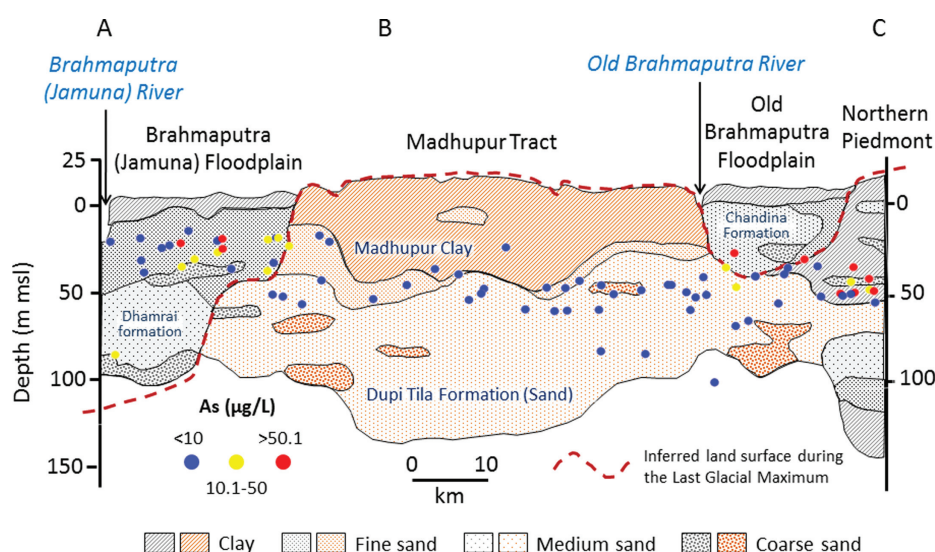 A
B
C
Brahmaputra
(Jamuna) River
Old Brahmaputra River
Brahmaputra
(Jamuna) Floodplain
Madhupur Tract
Old
Brahmaputra
Floodplain
Northern
Piedmont
25
0
50
100
150
Depth (m msl)
0
50
100
Chandina
Formation
Madhupur Clay
Dhamrai
formation
Dupi Tila Formation (Sand)
As (µg/L)
<10
>50.1
10.1-50
0 10
km
Inferred land surface during
the Last Glacial Maximum
Clay
Fine sand
Medium sand
Coarse sand